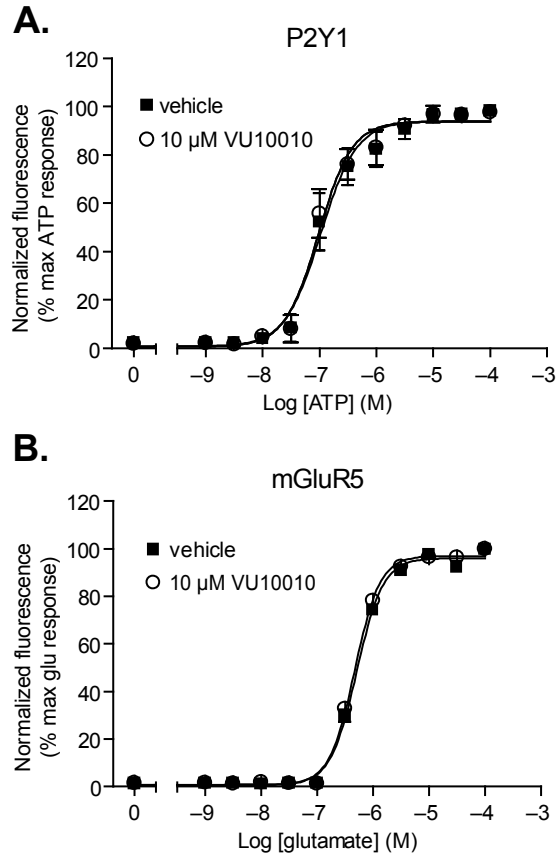 A.
P2Y1
Normalized fluorescence
(% max ATP response)
120
100
80
60
40
20
0
■ vehicle
○ 10 µM VU10010
0 –9 –8 –7 –6 –5 –4 –3
Log [ATP] (M)
B.
mGluR5
Normalized fluorescence
(% max glu response)
120
100
80
60
40
20
0
■ vehicle
○ 10 µM VU10010
0 –9 –8 –7 –6 –5 –4 –3
Log [glutamate] (M)